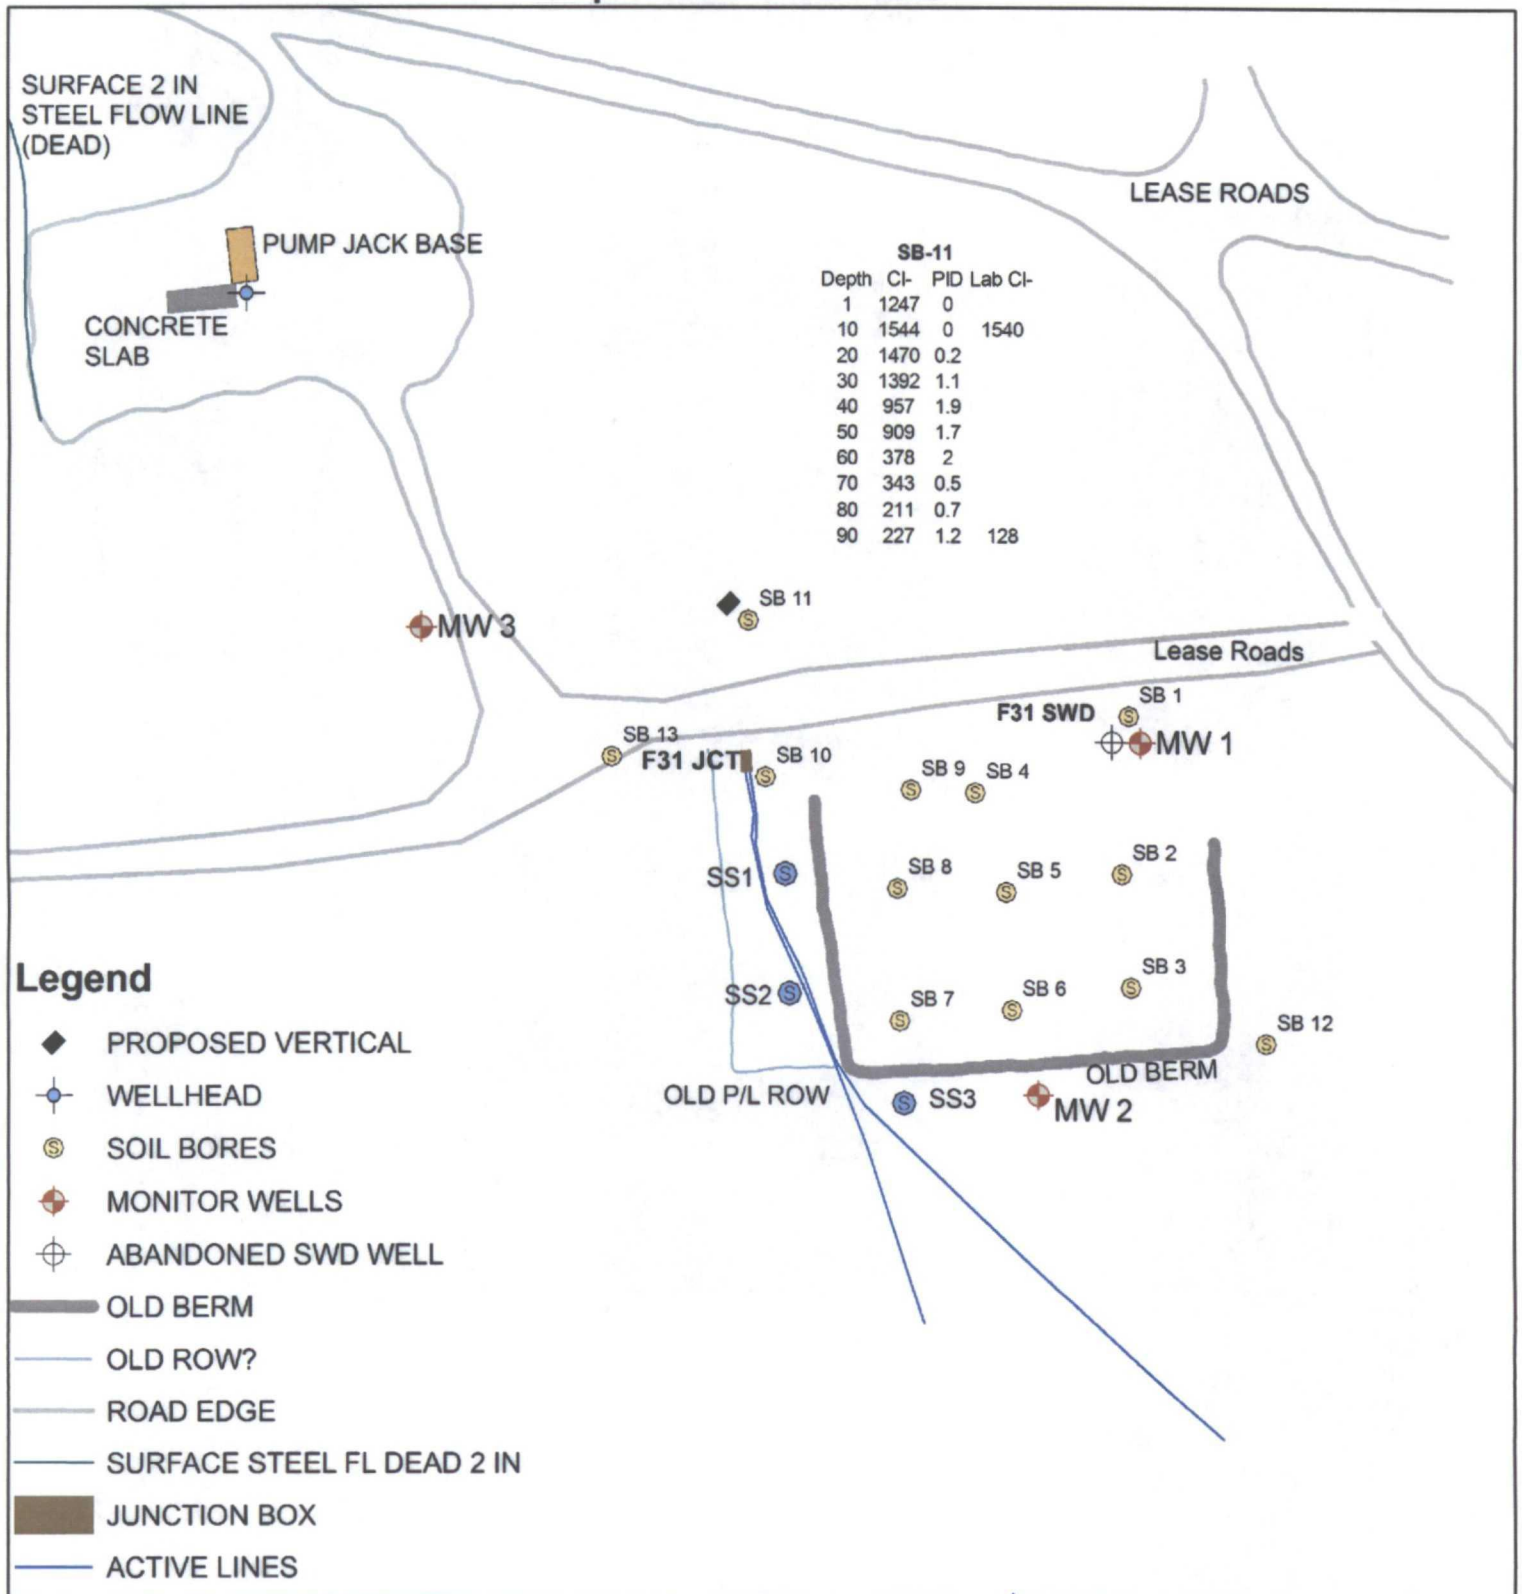 SURFACE 2 IN
STEEL FLOW LINE
(DEAD)
LEASE ROADS
PUMP JACK BASE
CONCRETE
SLAB
SB-11
Depth Cl- PID Lab Cl-
1 1247 0
10 1544 0 1540
20 1470 0.2
30 1392 1.1
40 957 1.9
50 909 1.7
60 378 2
70 343 0.5
80 211 0.7
90 227 1.2 128
SB 11
MW 3
Lease Roads
SB 1
F31 SWD
MW 1
SB 13
F31 JCT
SB 10
SB 9
SB 4
SB 2
SB 8
SB 5
SS1
SB 3
SB 7
SB 6
SS2
SB 12
OLD BERM
OLD P/L ROW
SS3
MW 2
Legend
PROPOSED VERTICAL
WELLHEAD
SOIL BORES
MONITOR WELLS
ABANDONED SWD WELL
OLD BERM
OLD ROW?
ROAD EDGE
SURFACE STEEL FL DEAD 2 IN
JUNCTION BOX
ACTIVE LINES